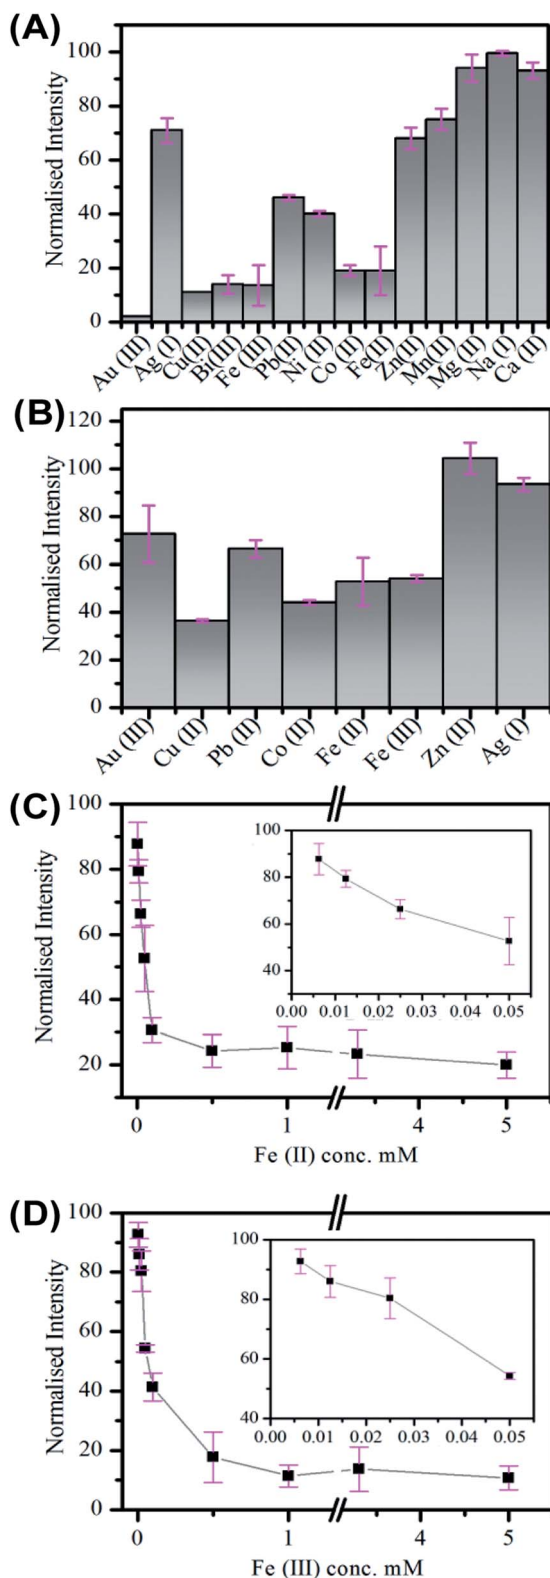 (A)
Normalised Intensity
100
80
60
40
20
0
Au (III)
Ag (I)
Cu(II)
Bi(III)
Fe (III)
Pb(II)
Ni (II)
Co (II)
Fe(II)
Zn(II)
Mn(II)
Mg (II)
Na (I)
Ca (II)
(B)
Normalised Intensity
120
100
80
60
40
20
0
Au (III)
Cu (II)
Pb (II)
Co (II)
Fe (II)
Fe (III)
Zn (II)
Ag (I)
(C)
Normalised Intensity
100
80
60
40
20
100
80
60
40
0.00 0.01 0.02 0.03 0.04 0.05
0 1 4 5
Fe (II) conc. mM
(D)
Normalised Intensity
100
80
60
40
20
0
100
80
60
40
0.00 0.01 0.02 0.03 0.04 0.05
0 1 4 5
Fe (III) conc. mM